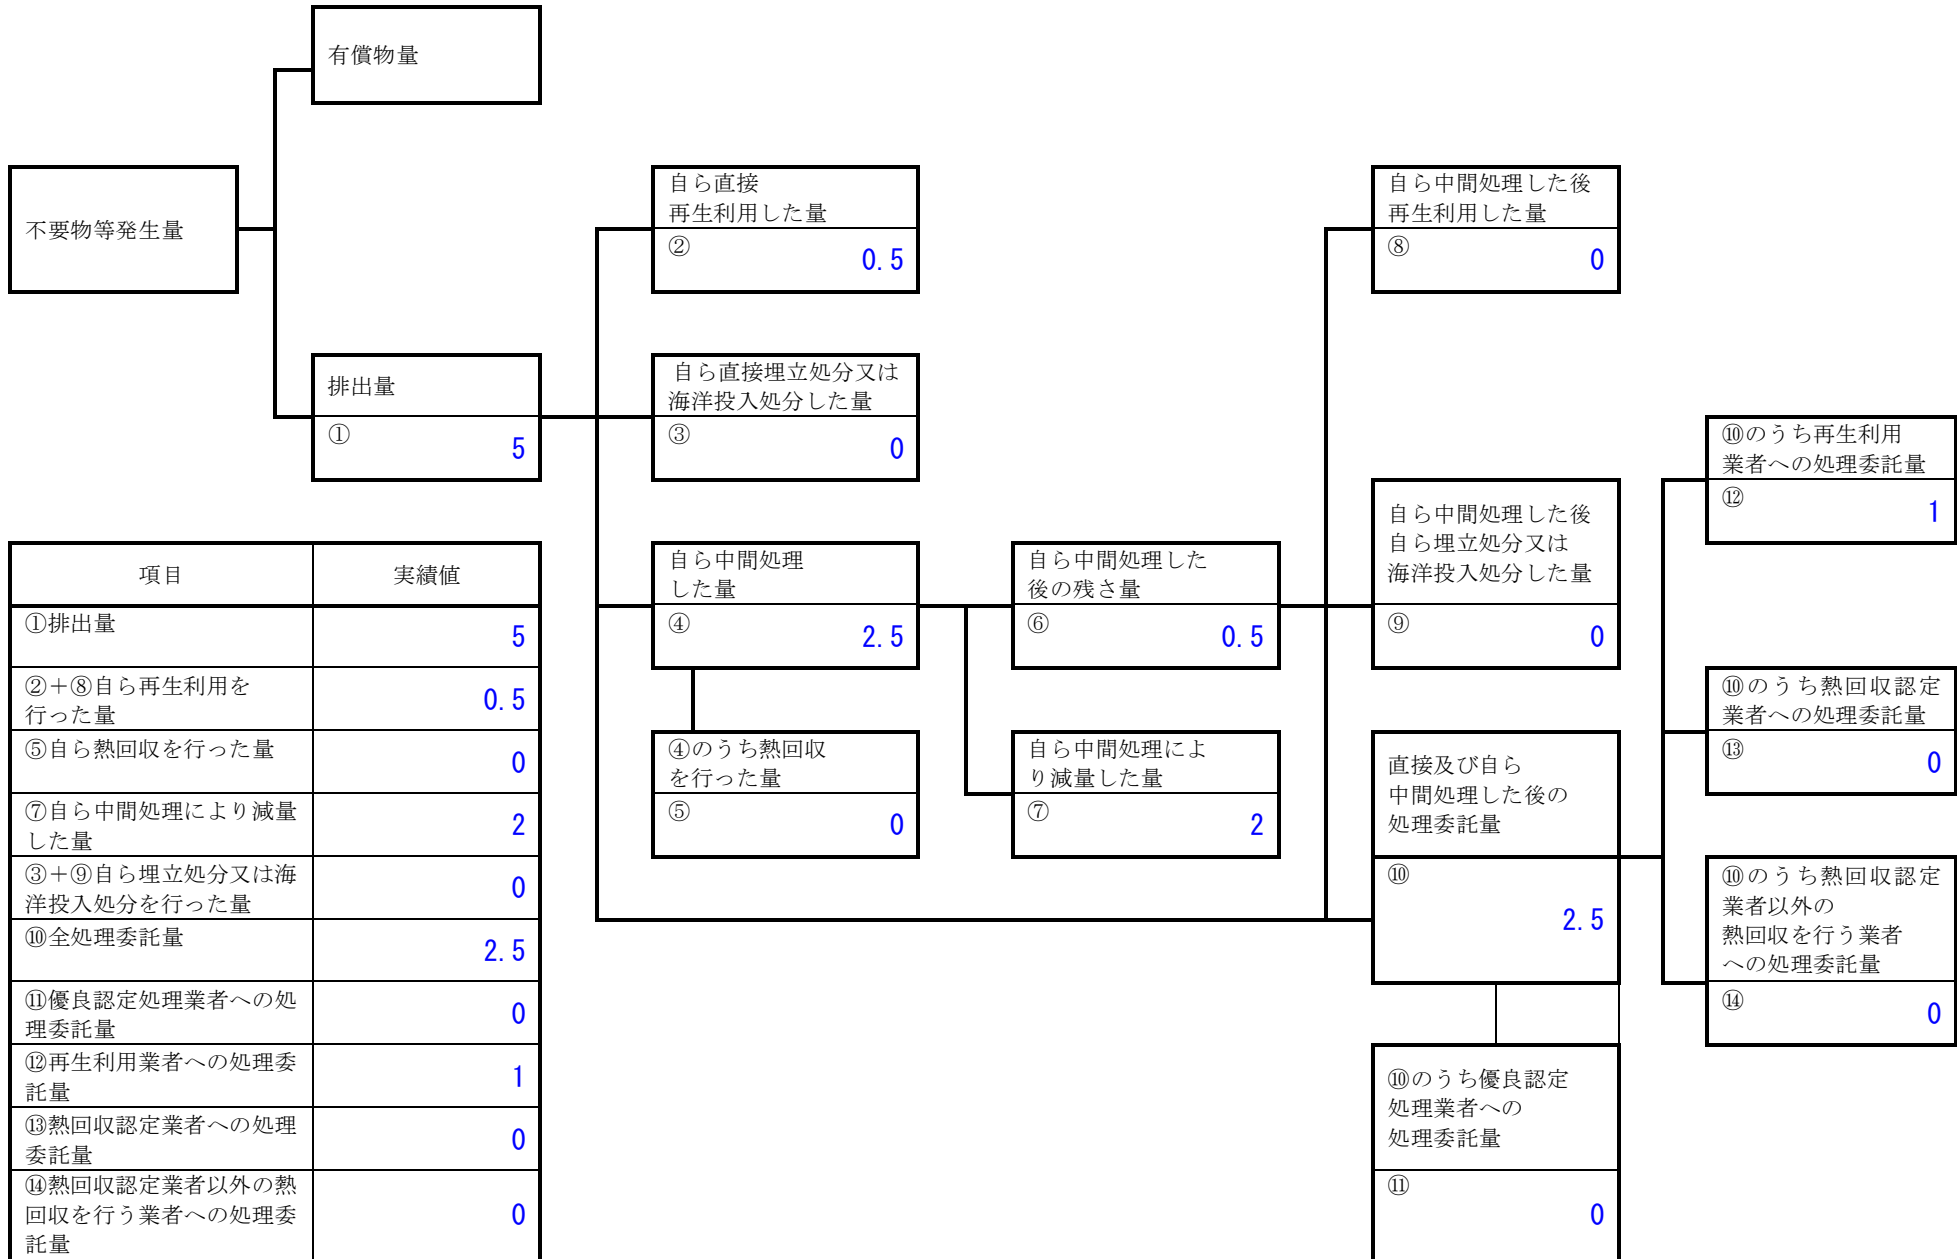 有償物量
不要物等発生量
排出量
①
5
自ら直接
再生利用した量
②
0.5
自ら直接埋立処分又は
海洋投入処分した量
③
0
自ら中間処理
した量
④
2.5
④のうち熱回収
を行った量
⑤
0
自ら中間処理した
後の残さ量
⑥
0.5
自ら中間処理によ
り減量した量
⑦
2
自ら中間処理した後
再生利用した量
⑧
0
自ら中間処理した後
自ら埋立処分又は
海洋投入処分した量
⑨
0
直接及び自ら
中間処理した後の
処理委託量
⑩
2.5
⑩のうち優良認定
処理業者への
処理委託量
⑪
0
⑩のうち再生利用
業者への処理委託量
⑫
1
⑩のうち熱回収認定
業者への処理委託量
⑬
0
⑩のうち熱回収認定
業者以外の
熱回収を行う業者
への処理委託量
⑭
0
項目 実績値
①排出量
5
②＋⑧自ら再生利用を
行った量
0.5
⑤自ら熱回収を行った量
0
⑦自ら中間処理により減量
した量
2
③＋⑨自ら埋立処分又は海
洋投入処分を行った量
0
⑩全処理委託量
2.5
⑪優良認定処理業者への処
理委託量
0
⑫再生利用業者への処理委
託量
1
⑬熱回収認定業者への処理
委託量
0
⑭熱回収認定業者以外の熱
回収を行う業者への処理委
託量
0